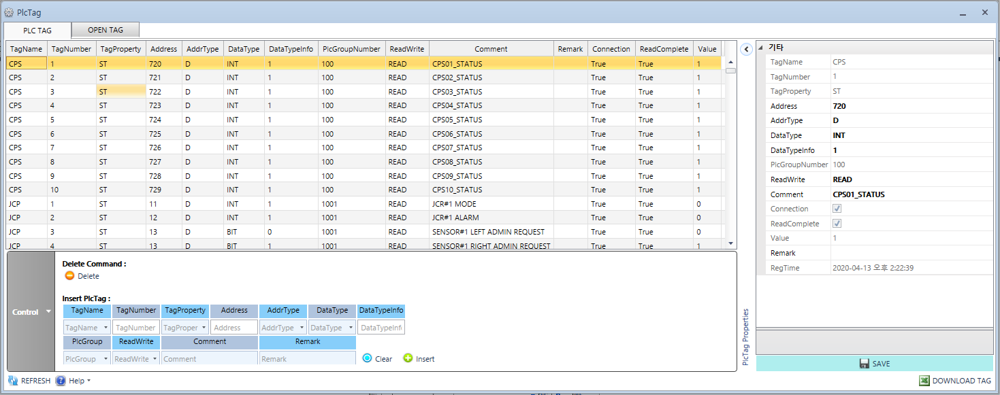 PlcTag
PLC TAG OPEN TAG
TagName TagNumber TagProperty Address AddrType DataType DataTypeInfo PlcGroupNumber ReadWrite Comment Remark Connection ReadComplete Value
CPS 1 ST 720 D INT 1 100 READ CPS01_STATUS True True 1
CPS 2 ST 721 D INT 1 100 READ CPS02_STATUS True True 1
CPS 3 ST 722 D INT 1 100 READ CPS03_STATUS True True 1
CPS 4 ST 723 D INT 1 100 READ CPS04_STATUS True True 1
CPS 5 ST 724 D INT 1 100 READ CPS05_STATUS True True 1
CPS 6 ST 725 D INT 1 100 READ CPS06_STATUS True True 1
CPS 7 ST 726 D INT 1 100 READ CPS07_STATUS True True 1
CPS 8 ST 727 D INT 1 100 READ CPS08_STATUS True True 1
CPS 9 ST 728 D INT 1 100 READ CPS09_STATUS True True 1
CPS 10 ST 729 D INT 1 100 READ CPS10_STATUS True True 1
JCP 1 ST 11 D INT 1 1001 READ JCR#1 MODE True True 0
JCP 2 ST 12 D INT 1 1001 READ JCR#1 ALARM True True 0
JCP 3 ST 13 D BIT 0 1001 READ SENSOR#1 LEFT ADMIN REQUEST True True 0
JCP 4 ST 13 D BIT 1 1001 READ SENSOR#1 RIGHT ADMIN REQUEST True True 1
Control
Delete Command :
Delete
Insert PlcTag :
TagName TagNumber TagProperty Address AddrType DataType DataTypeInfo
TagName TagNumber TagProper Address AddrType DataType DataTypeInf
PlcGroup ReadWrite Comment Remark
PlcGroup ReadWrite Comment Remark Clear Insert
REFRESH Help
PlcTag Properties
기타
TagName CPS
TagNumber 1
TagProperty ST
Address 720
AddrType D
DataType INT
DataTypeInfo 1
PlcGroupNumber 100
ReadWrite READ
Comment CPS01_STATUS
Connection
ReadComplete
Value 1
Remark
RegTime 2020-04-13 오후 2:22:39
SAVE
DOWNLOAD TAG